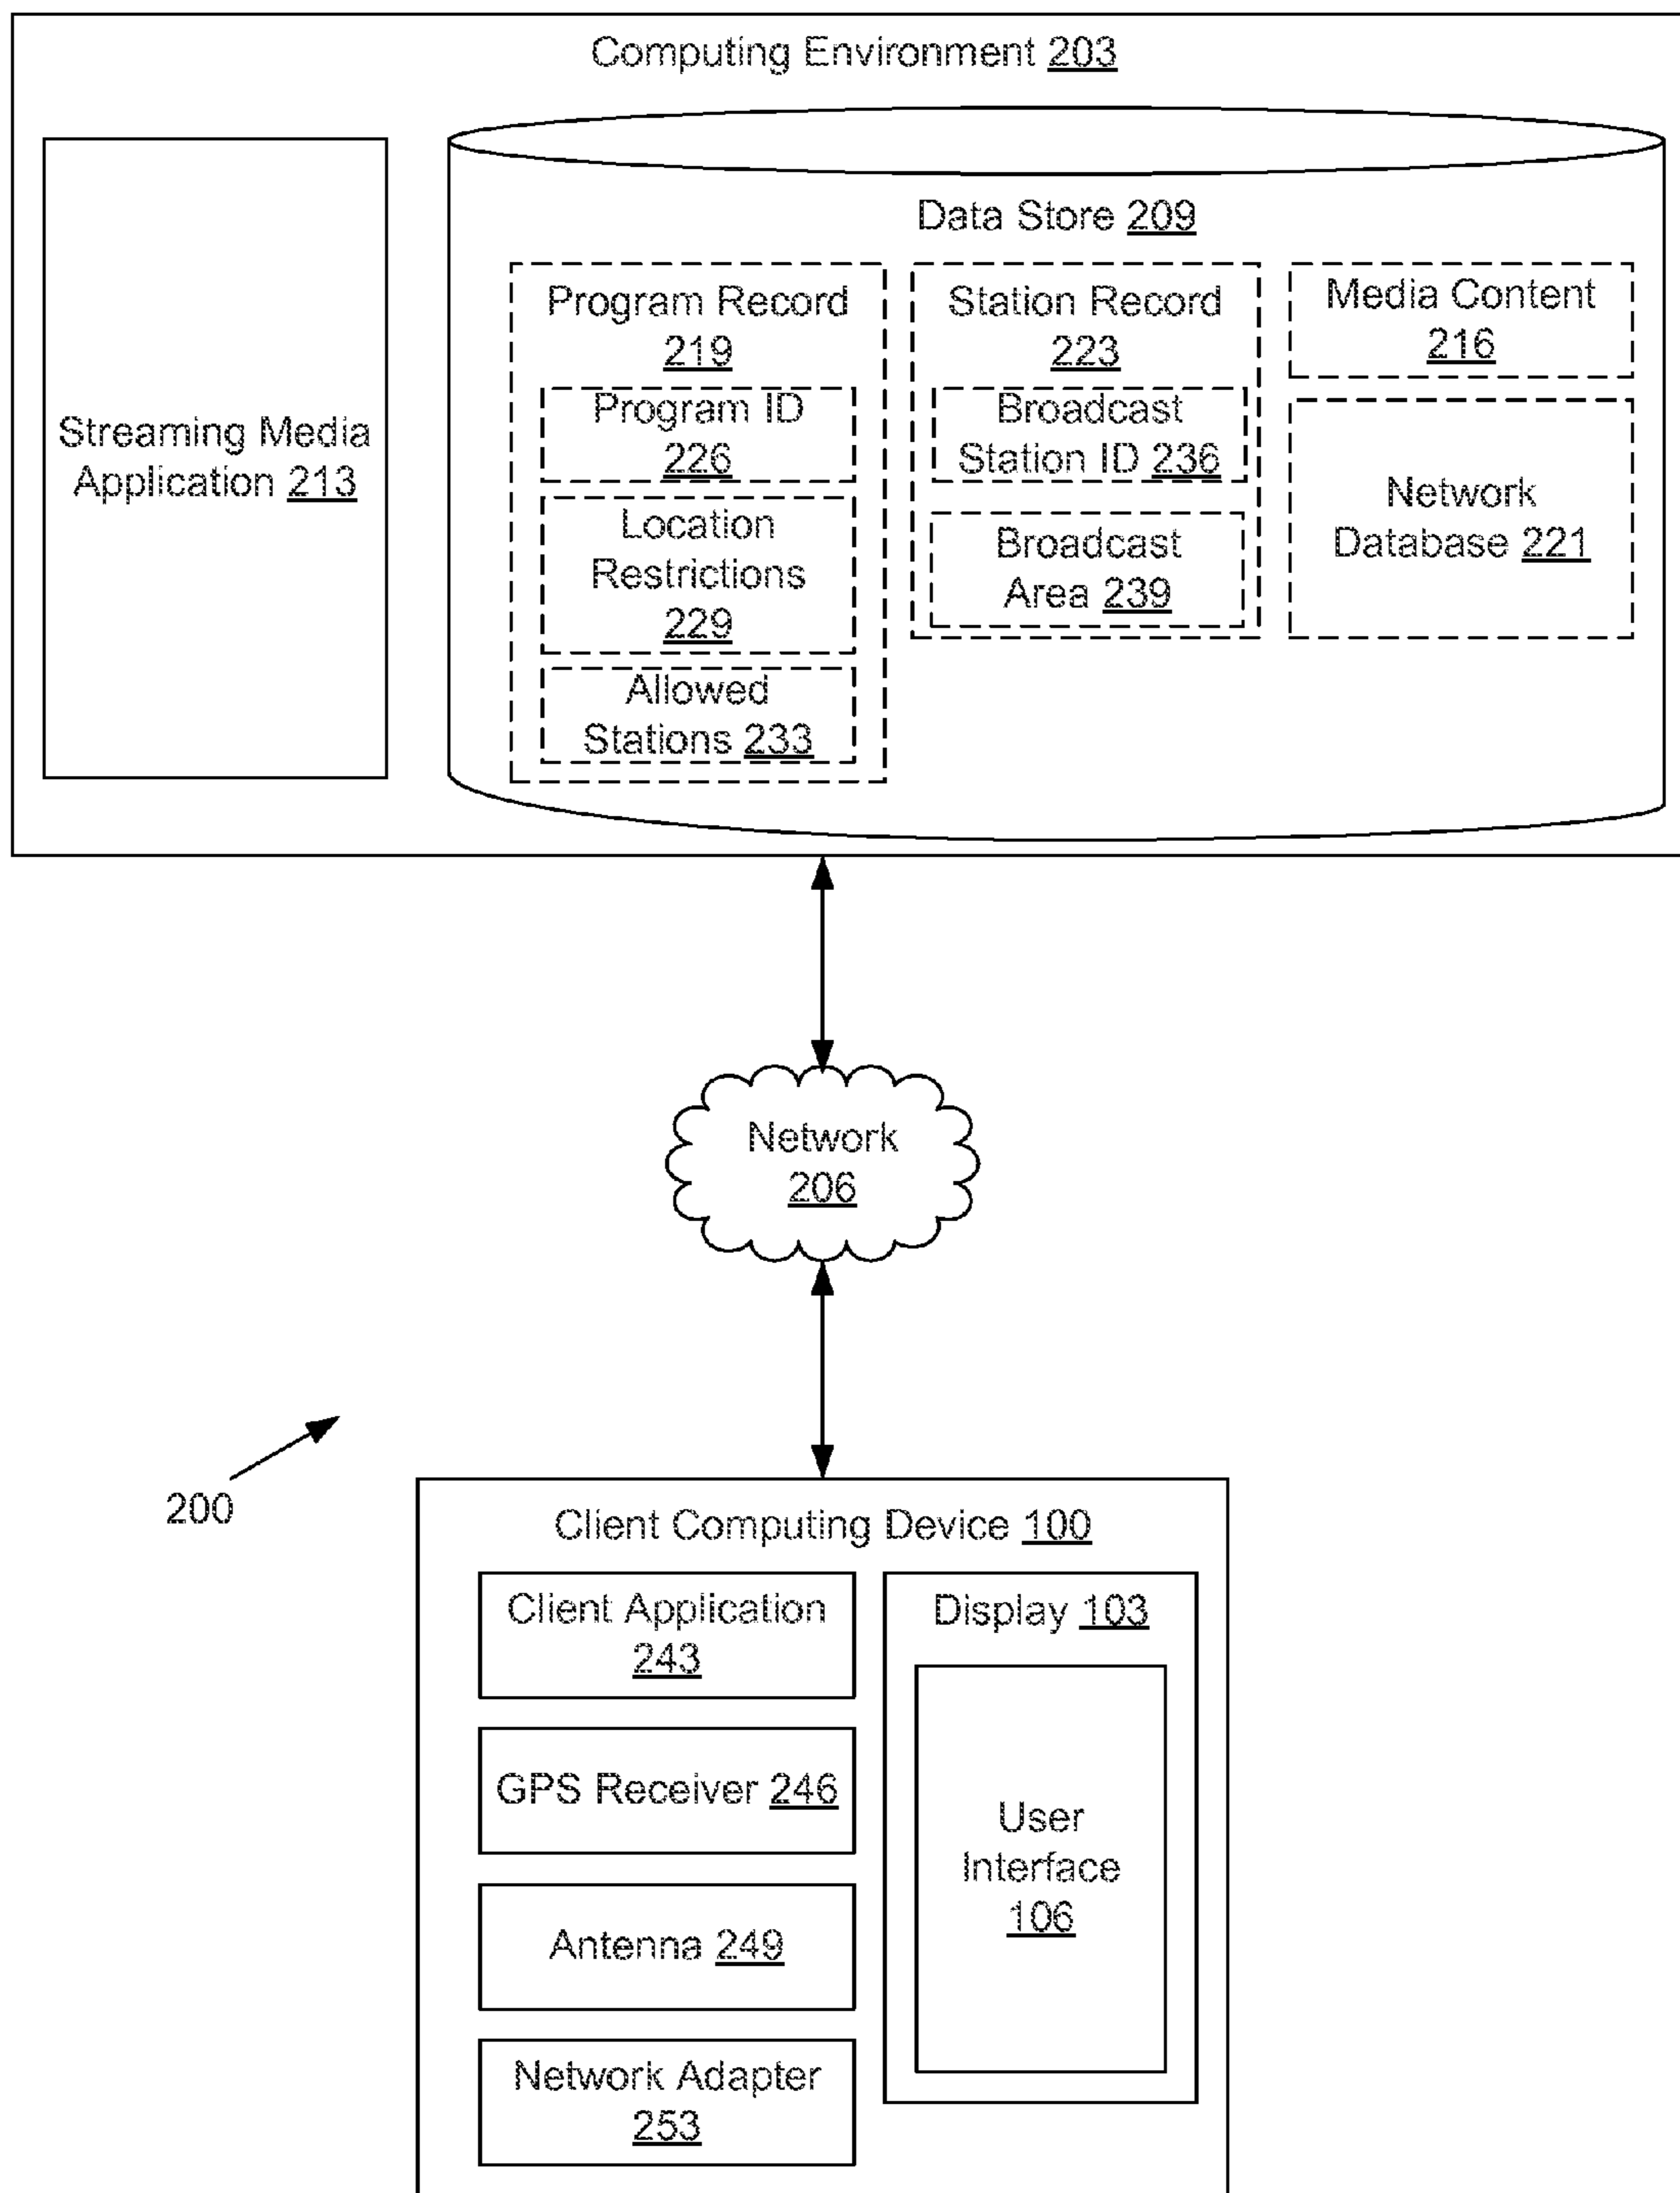 Computing Environment 203
Streaming Media
Application 213
Data Store 209
Program Record
219
Program ID
226
Location
Restrictions
229
Allowed
Stations 233
Station Record
223
Broadcast
Station ID 236
Broadcast
Area 239
Media Content
216
Network
Database 221
Network
206
200
Client Computing Device 100
Client Application
243
GPS Receiver 246
Antenna 249
Network Adapter
253
Display 103
User
Interface
106